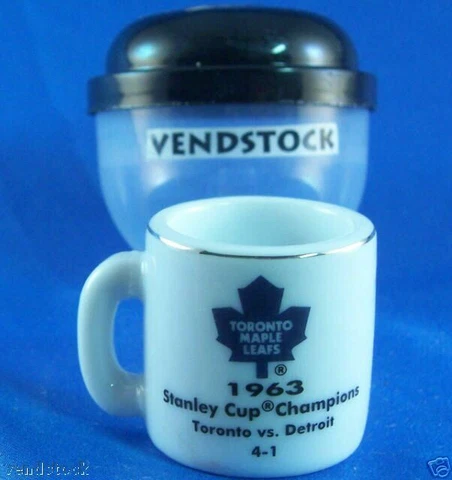 VENDSTOCK
TORONTO
MAPLE
LEAFS
®
1963
Stanley Cup® Champions
Toronto vs. Detroit
4-1
vendstock